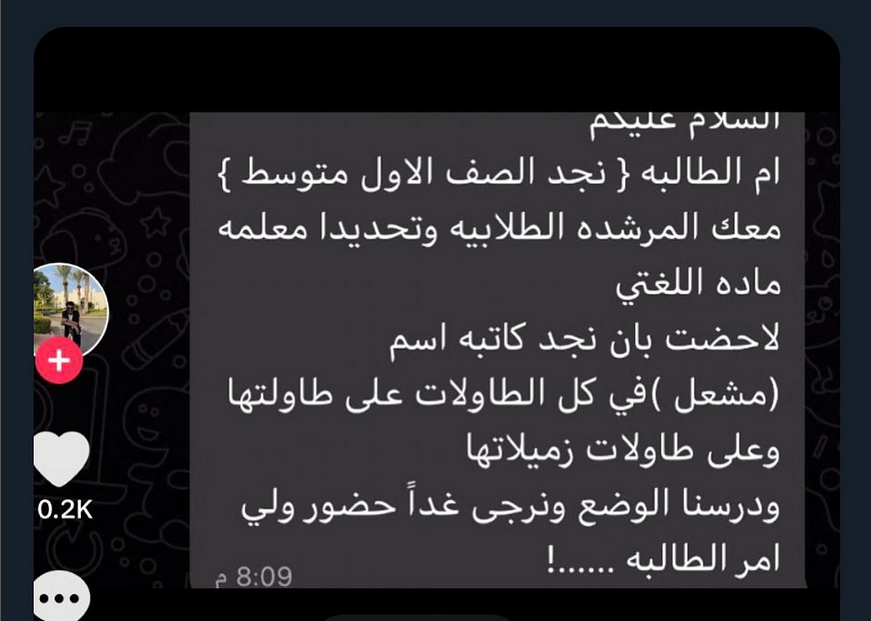 السلام عليكم
ام الطالبه { نجد الصف الاول متوسط }
معك المرشده الطلابيه وتحديدا معلمه
ماده اللغتي
لاحضت بان نجد كاتبه اسم
(مشعل )في كل الطاولات على طاولتها
وعلى طاولات زميلاتها
ودرسنا الوضع ونرجى غداً حضور ولي
امر الطالبه ......!
8:09 م
0.2K